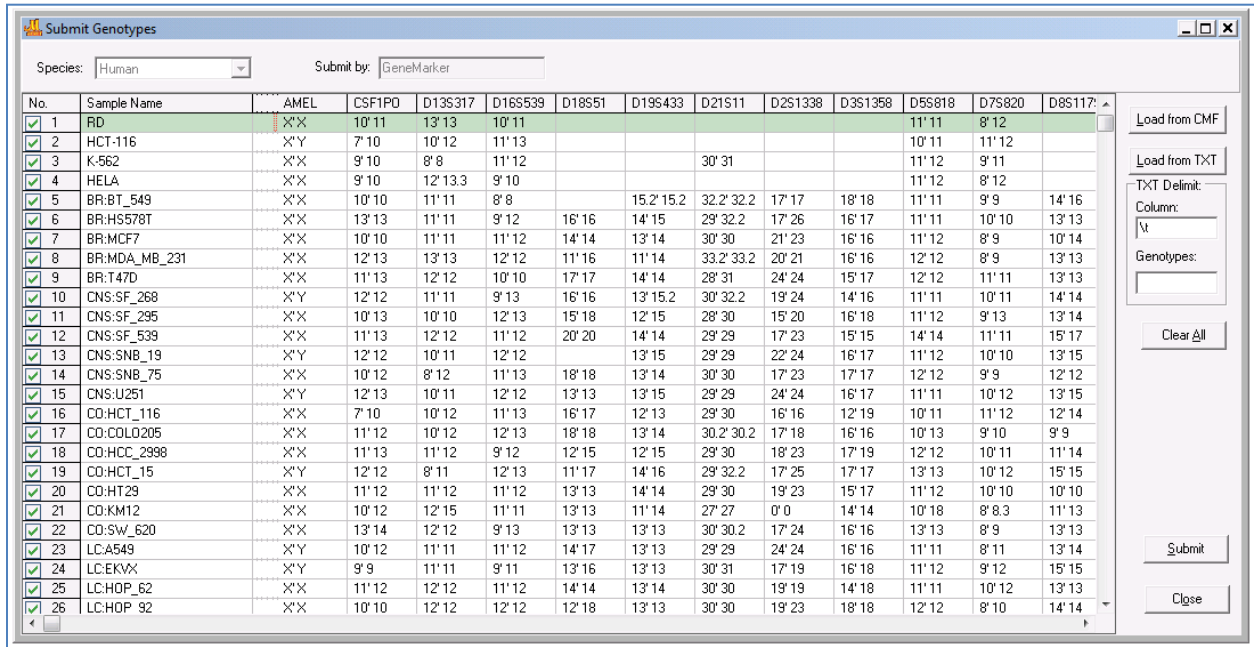 Submit Genotypes
Species: Human Submit by: GeneMarker
No. Sample Name AMEL CSF1PO D13S317 D16S539 D18S51 D19S433 D21S11 D2S1338 D3S1358 D5S818 D7S820 D8S1179
1 RD X'X 10'11 13'13 10'11 11'11 8'12
2 HCT-116 X'Y 7'10 10'12 11'13 10'11 11'12
3 K-562 X'X 9'10 8'8 11'12 30'31 11'12 9'11
4 HELA X'X 9'10 12'13.3 9'10 11'12 8'12
5 BR:BT_549 X'X 10'10 11'11 8'8 15.2'15.2 32.2'32.2 17'17 18'18 11'11 9'9 14'16
6 BR:HS578T X'X 13'13 11'11 9'12 16'16 14'15 29'32.2 17'26 16'17 11'11 10'10 13'13
7 BR:MCF7 X'X 10'10 11'11 11'12 14'14 13'14 30'30 21'23 16'16 11'12 8'9 10'14
8 BR:MDA_MB_231 X'X 12'13 13'13 12'12 11'16 11'14 33.2'33.2 20'21 16'16 12'12 8'9 13'13
9 BR:T47D X'X 11'13 12'12 10'10 17'17 14'14 28'31 24'24 15'17 12'12 11'11 13'13
10 CNS:SF_268 X'Y 12'12 11'11 9'13 16'16 13'15.2 30'32.2 19'24 14'16 11'11 10'11 14'14
11 CNS:SF_295 X'X 10'13 10'10 12'13 15'18 12'15 28'30 15'20 16'18 11'12 9'13 13'14
12 CNS:SF_539 X'X 11'13 12'12 11'12 20'20 14'14 29'29 17'23 15'15 14'14 11'11 15'17
13 CNS:SNB_19 X'Y 12'12 10'11 12'12 13'15 29'29 22'24 16'17 11'12 10'10 13'15
14 CNS:SNB_75 X'X 10'12 8'12 11'13 18'18 13'14 30'30 17'23 17'17 12'12 9'9 12'12
15 CNS:U251 X'Y 12'13 10'11 12'12 13'13 13'15 29'29 24'24 16'17 11'11 10'12 13'15
16 CO:HCT_116 X'X 7'10 10'12 11'13 16'17 12'13 29'30 16'16 12'19 10'11 11'12 12'14
17 CO:COLO205 X'X 11'12 10'12 12'13 18'18 13'14 30.2'30.2 17'18 16'16 10'13 9'10 9'9
18 CO:HCC_2998 X'X 11'13 11'12 9'12 12'15 12'15 29'30 18'23 17'19 12'12 10'11 11'14
19 CO:HCT_15 X'Y 12'12 8'11 12'13 11'17 14'16 29'32.2 17'25 17'17 13'13 10'12 15'15
20 CO:HT29 X'X 11'12 11'12 11'12 13'13 14'14 29'30 19'23 15'17 11'12 10'10 10'10
21 CO:KM12 X'X 10'12 12'15 11'11 13'13 11'14 27'27 0'0 14'14 10'18 8'8.3 11'13
22 CO:SW_620 X'X 13'14 12'12 9'13 13'13 13'13 30'30.2 17'24 16'16 13'13 8'9 13'13
23 LC:A549 X'Y 10'12 11'11 11'12 14'17 13'13 29'29 24'24 16'16 11'11 8'11 13'14
24 LC:EKVX X'Y 9'9 11'11 9'11 13'16 13'13 30'31 17'19 16'18 11'12 9'12 15'15
25 LC:HOP_62 X'X 11'12 12'12 11'12 14'14 13'14 30'30 19'19 14'18 11'11 10'12 13'13
26 LC:HOP_92 X'X 10'10 12'12 12'12 12'18 13'13 30'30 19'23 18'18 12'12 8'10 14'14
Load from CMF
Load from TXT
TXT Delimit:
Column:
\t
Genotypes:
Clear All
Submit
Close